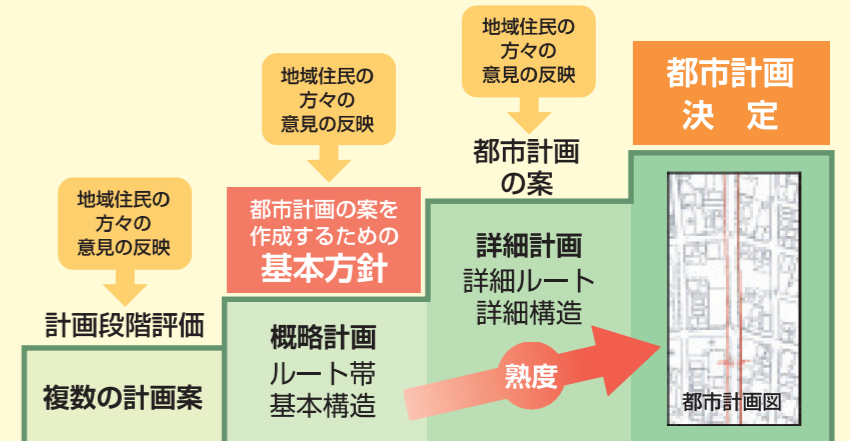 地域住民の
方々の
意見の反映
計画段階評価
複数の計画案
地域住民の
方々の
意見の反映
都市計画の案を
作成するための
基本方針
概略計画
ルート帯
基本構造
地域住民の
方々の
意見の反映
都市計画
の案
詳細計画
詳細ルート
詳細構造
熟度
都市計画
決　定
都市計画図